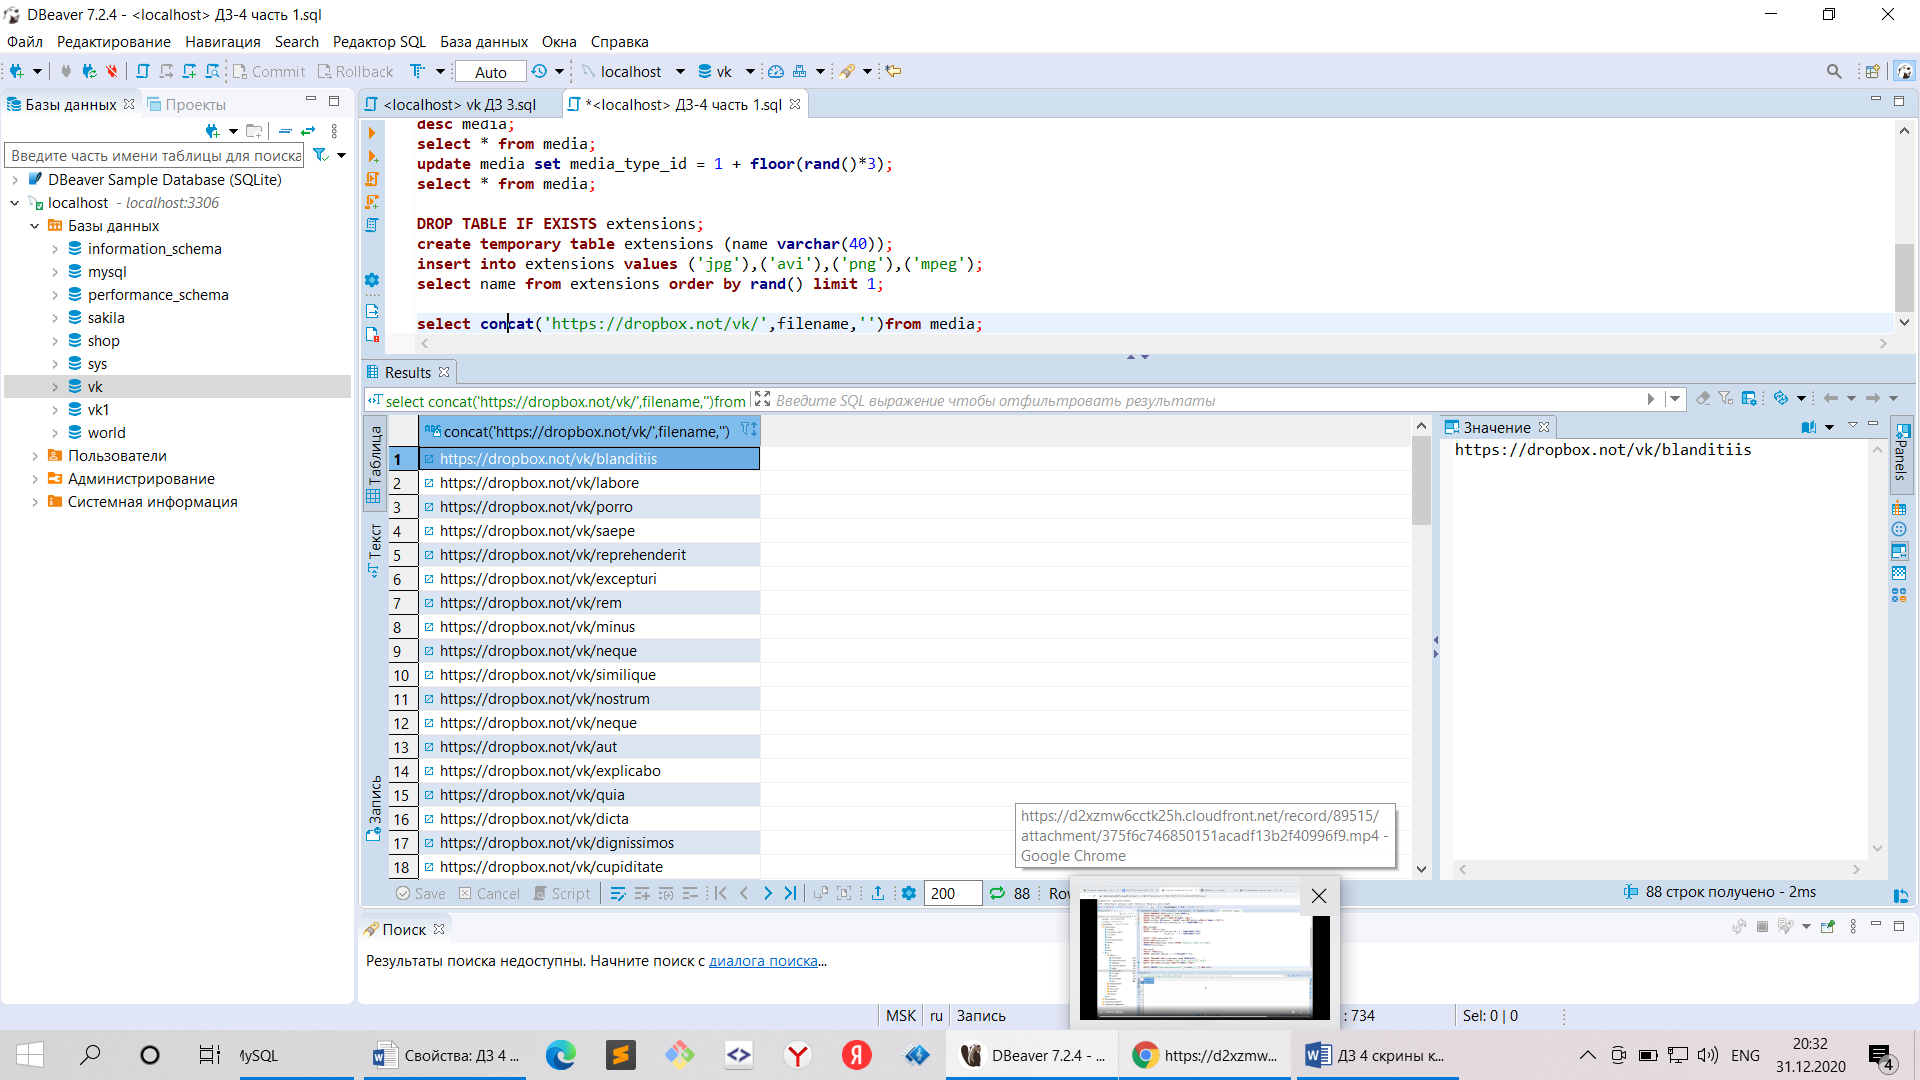 DBeaver 7.2.4 - <localhost> ДЗ-4 часть 1.sql
Файл Редактирование Навигация Search Редактор SQL База данных Окна Справка
Commit Rollback Auto localhost vk
Базы данных Проекты
Введите часть имени таблицы для поиска
DBeaver Sample Database (SQLite)
localhost - localhost:3306
Базы данных
information_schema
mysql
performance_schema
sakila
shop
sys
vk
vk1
world
Пользователи
Администрирование
Системная информация
<localhost> vk ДЗ 3.sql *<localhost> ДЗ-4 часть 1.sql
desc media;
select * from media;
update media set media_type_id = 1 + floor(rand()*3);
select * from media;
DROP TABLE IF EXISTS extensions;
create temporary table extensions (name varchar(40));
insert into extensions values ('jpg'),('avi'),('png'),('mpeg');
select name from extensions order by rand() limit 1;
select concat('https://dropbox.not/vk/',filename,'')from media;
Results
select concat('https://dropbox.not/vk/',filename,'')from Введите SQL выражение чтобы отфильтровать результаты
Таблица
Текст
Запись
concat('https://dropbox.not/vk/',filename,'')
1 https://dropbox.not/vk/blanditiis
2 https://dropbox.not/vk/labore
3 https://dropbox.not/vk/porro
4 https://dropbox.not/vk/saepe
5 https://dropbox.not/vk/reprehenderit
6 https://dropbox.not/vk/excepturi
7 https://dropbox.not/vk/rem
8 https://dropbox.not/vk/minus
9 https://dropbox.not/vk/neque
10 https://dropbox.not/vk/similique
11 https://dropbox.not/vk/nostrum
12 https://dropbox.not/vk/neque
13 https://dropbox.not/vk/aut
14 https://dropbox.not/vk/explicabo
15 https://dropbox.not/vk/quia
16 https://dropbox.not/vk/dicta
17 https://dropbox.not/vk/dignissimos
18 https://dropbox.not/vk/cupiditate
Значение
https://dropbox.not/vk/blanditiis
Panels
https://d2xzmw6cctk25h.cloudfront.net/record/89515/
attachment/375f6c746850151acadf13b2f40996f9.mp4 -
Google Chrome
Save Cancel Script 200 88 Rov
88 строк получено - 2ms
Поиск
Результаты поиска недоступны. Начните поиск с диалога поиска...
MSK ru Запись : 734 Sel: 0 | 0
MySQL Свойства: ДЗ 4 ... DBeaver 7.2.4 - ... https://d2xzmw... ДЗ 4 скрины к...
ENG
20:32
31.12.2020
4